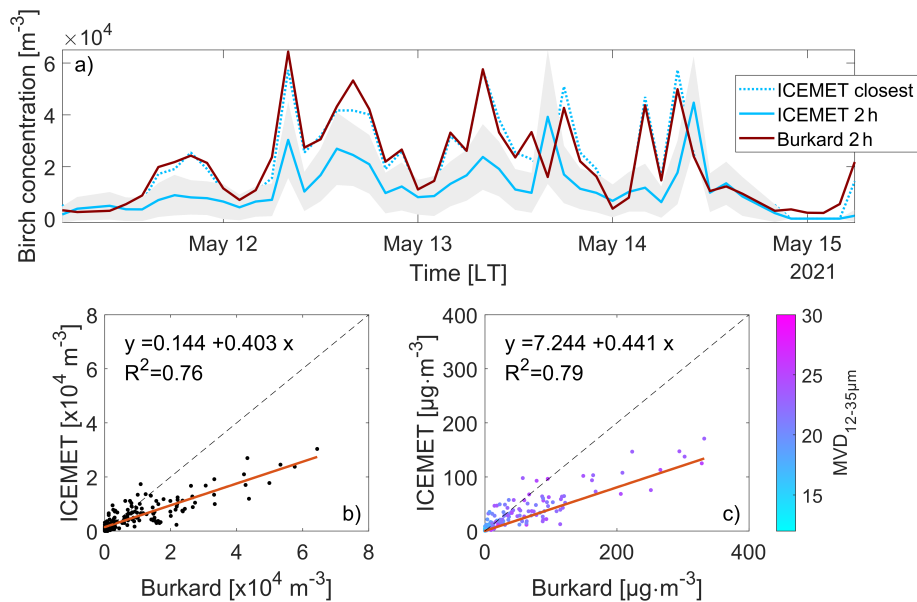 ×10⁴
a)
Birch concentration [m⁻³]
6
4
2
0
ICEMET closest
ICEMET 2 h
Burkard 2 h
May 12
May 13
May 14
May 15
2021
Time [LT]
8
6
4
2
0
ICEMET [x10⁴ m⁻³]
y =0.144 +0.403 x
R²=0.76
b)
0
2
4
6
8
Burkard [x10⁴ m⁻³]
400
300
200
100
0
ICEMET [µg·m⁻³]
y =7.244 +0.441 x
R²=0.79
c)
0
200
400
Burkard [µg·m⁻³]
30
25
20
15
MVD₁₂₋₃₅µm